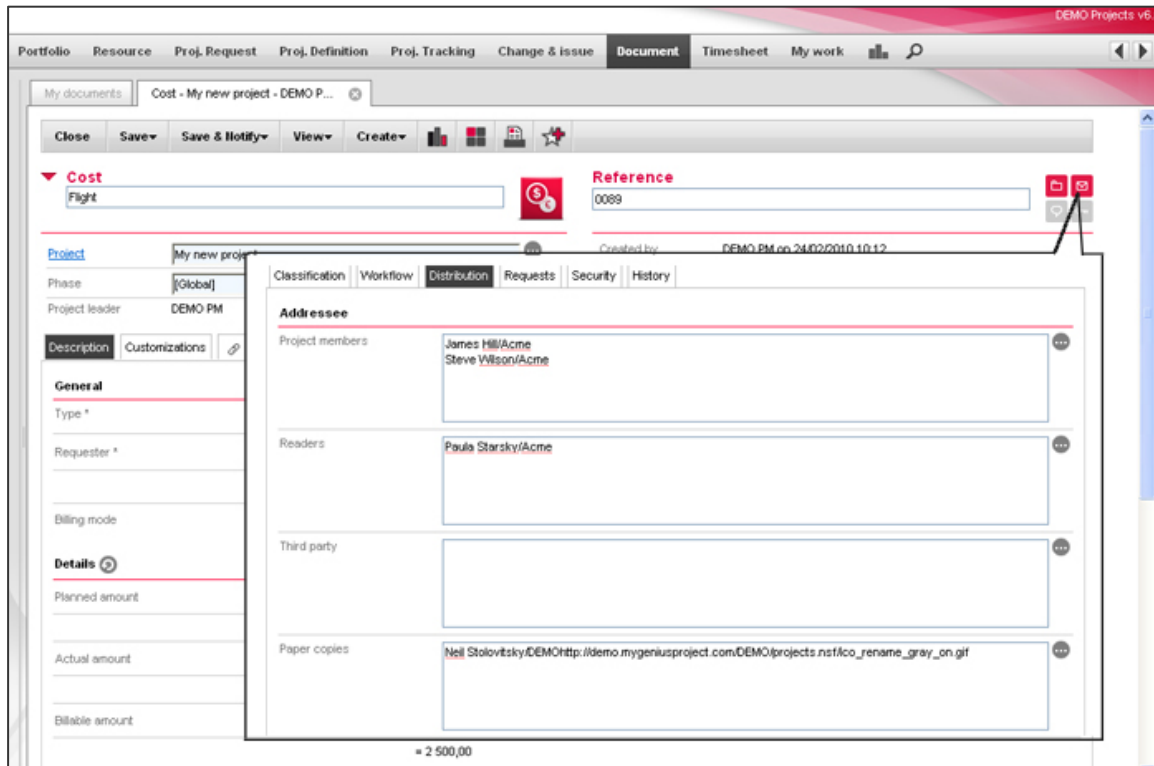 DEMO Projects v6.
Portfolio Resource Proj. Request Proj. Definition Proj. Tracking Change & issue Document Timesheet My work
My documents Cost - My new project - DEMO P...
Close Save Save & Notify View Create
Cost Reference
Flight 0089
Project My new project Created by DEMO PM on 24/02/2010 10:12
Phase [Global]
Project leader DEMO PM
Classification Workflow Distribution Requests Security History
Addressee
Project members James Hill/Acme
Steve Wilson/Acme
Readers Paula Starsky/Acme
Third party
Paper copies Neil Stolovitsky/DEMOhttp://demo.mygeniusproject.com/DEMO/projects.nsf/ico_rename_gray_on.gif
Description Customizations
General
Type *
Requester *
Billing mode
Details
Planned amount
Actual amount
Billable amount
= 2 500,00